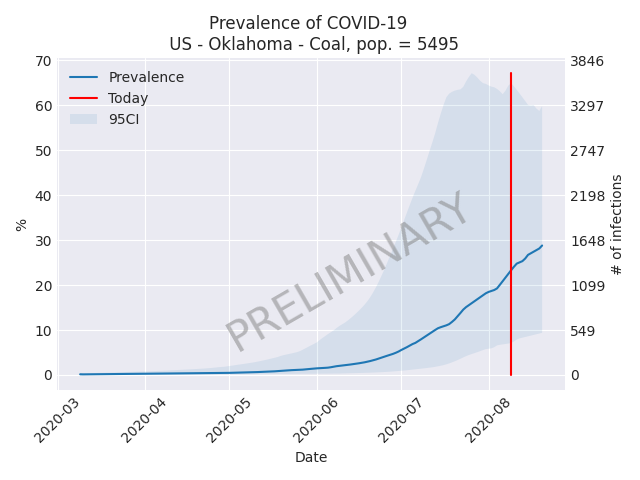 Prevalence of COVID-19
US - Oklahoma - Coal, pop. = 5495
70
60
50
40
30
20
10
0
%
3846
3297
2747
2198
1648
1099
549
0
# of infections
Prevalence
Today
95CI
PRELIMINARY
2020-03
2020-04
2020-05
2020-06
2020-07
2020-08
Date